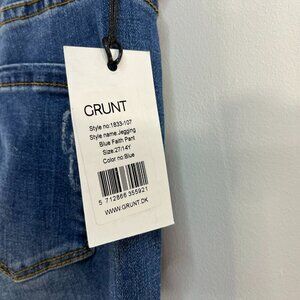 GRUNT
Style no:1833-107
Style name:Jegging
Blue Faith Pant
Size:27/14Y
Color no:Blue
5 712866 355921
WWW.GRUNT.DK